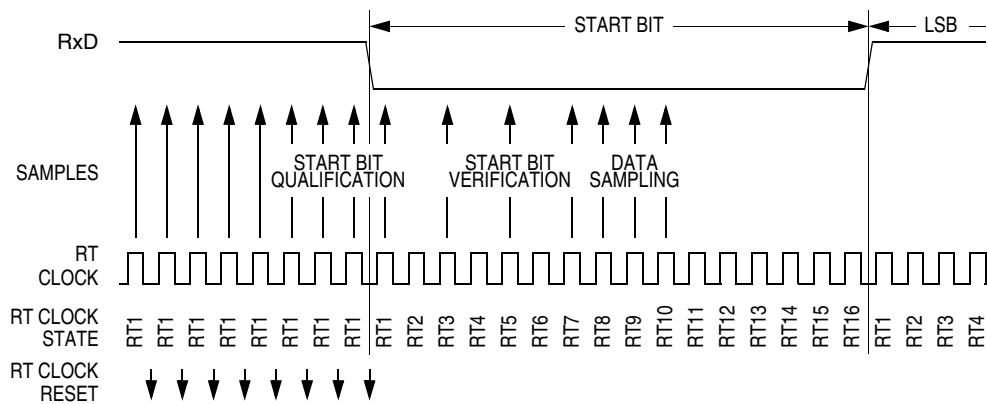 START BIT
LSB
RxD
SAMPLES
START BIT
QUALIFICATION
START BIT
VERIFICATION
DATA
SAMPLING
RT
CLOCK
RT CLOCK
STATE
RT1 RT1 RT1 RT1 RT1 RT1 RT1 RT1 RT1 RT2 RT3 RT4 RT5 RT6 RT7 RT8 RT9 RT10 RT11 RT12 RT13 RT14 RT15 RT16 RT1 RT2 RT3 RT4
RT CLOCK
RESET